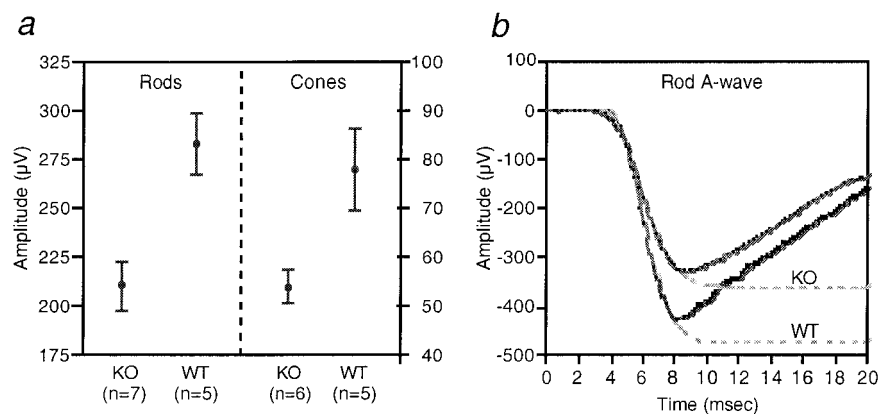 a
325
300
275
225
200
175
Amplitude (µV)
Rods
Cones
100
90
80
70
60
50
40
KO
(n=7)
WT
(n=5)
KO
(n=6)
WT
(n=5)
b
Rod A-wave
-100
0
-100
-200
-300
-400
-500
Amplitude (µV)
KO
WT
0 2 4 6 8 10 12 14 16 18 20
Time (msec)